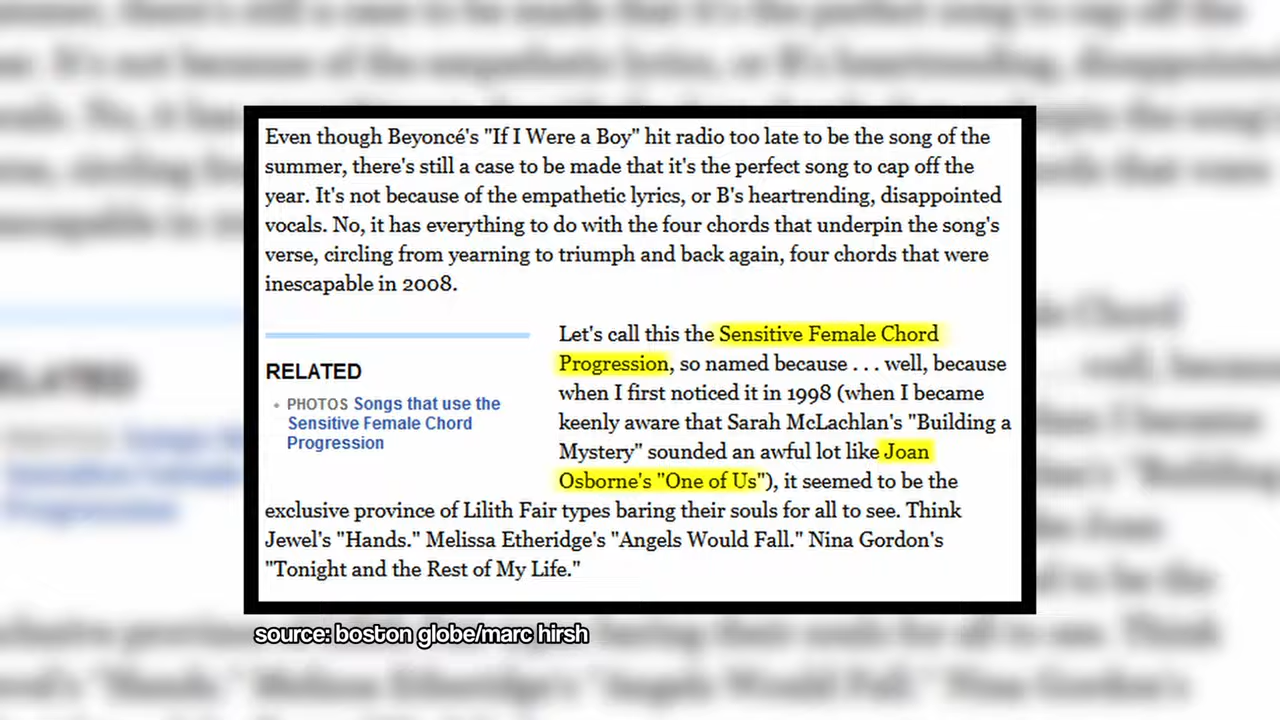 Even though Beyoncé's "If I Were a Boy" hit radio too late to be the song of the
summer, there's still a case to be made that it's the perfect song to cap off the
year. It's not because of the empathetic lyrics, or B's heartrending, disappointed
vocals. No, it has everything to do with the four chords that underpin the song's
verse, circling from yearning to triumph and back again, four chords that were
inescapable in 2008.
RELATED
• PHOTOS Songs that use the
Sensitive Female Chord
Progression
Let's call this the Sensitive Female Chord
Progression, so named because . . . well, because
when I first noticed it in 1998 (when I became
keenly aware that Sarah McLachlan's "Building a
Mystery" sounded an awful lot like Joan
Osborne's "One of Us"), it seemed to be the
exclusive province of Lilith Fair types baring their souls for all to see. Think
Jewel's "Hands." Melissa Etheridge's "Angels Would Fall." Nina Gordon's
"Tonight and the Rest of My Life."
source: boston globe/marc hirsh